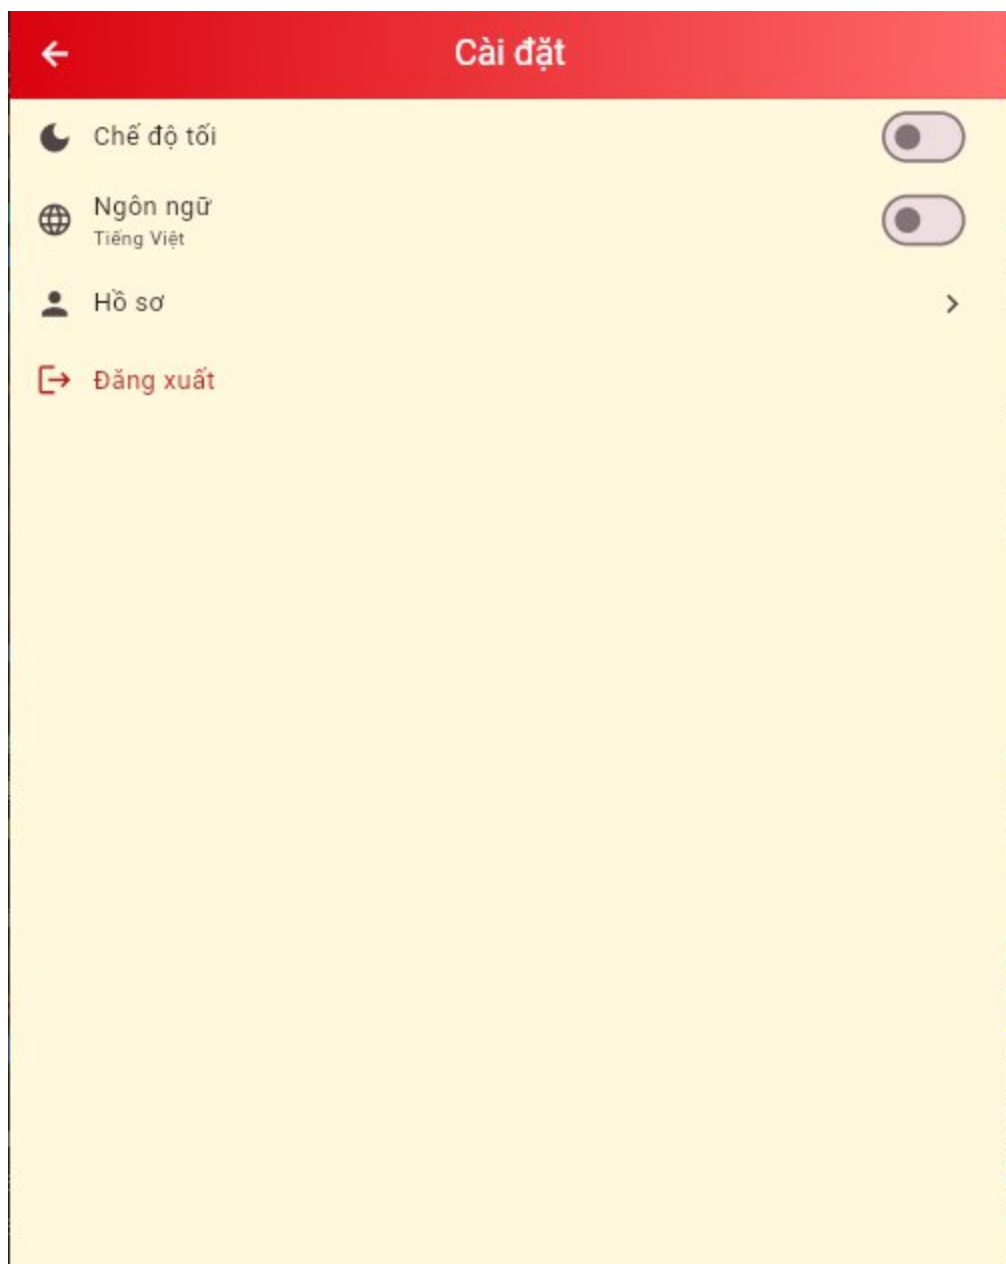 Cài đặt
Chế độ tối
Ngôn ngữ
Tiếng Việt
Hồ sơ
Đăng xuất